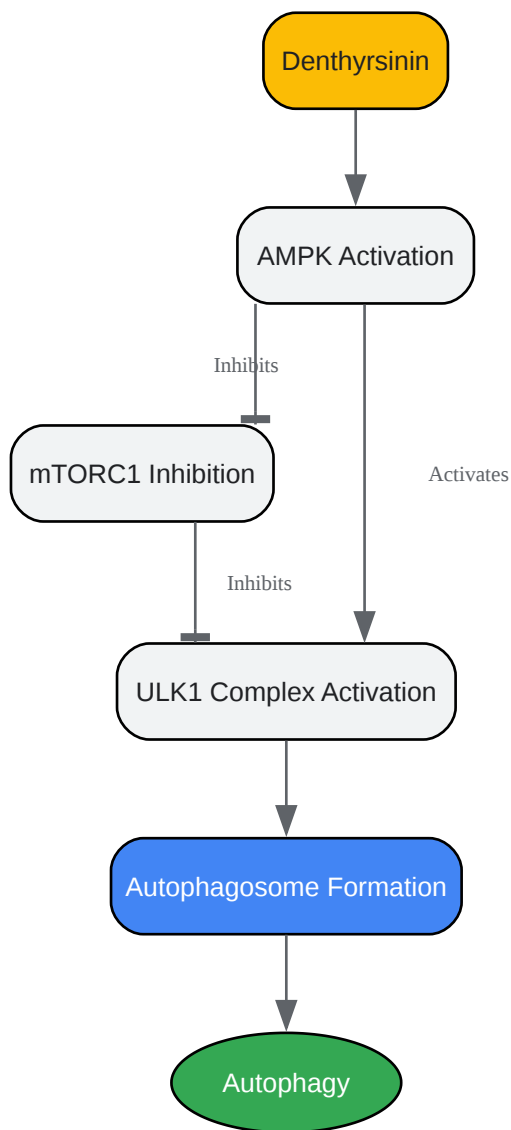 Denthyrsinin
AMPK Activation
Inhibits
mTORC1 Inhibition
Activates
Inhibits
ULK1 Complex Activation
Autophagosome Formation
Autophagy